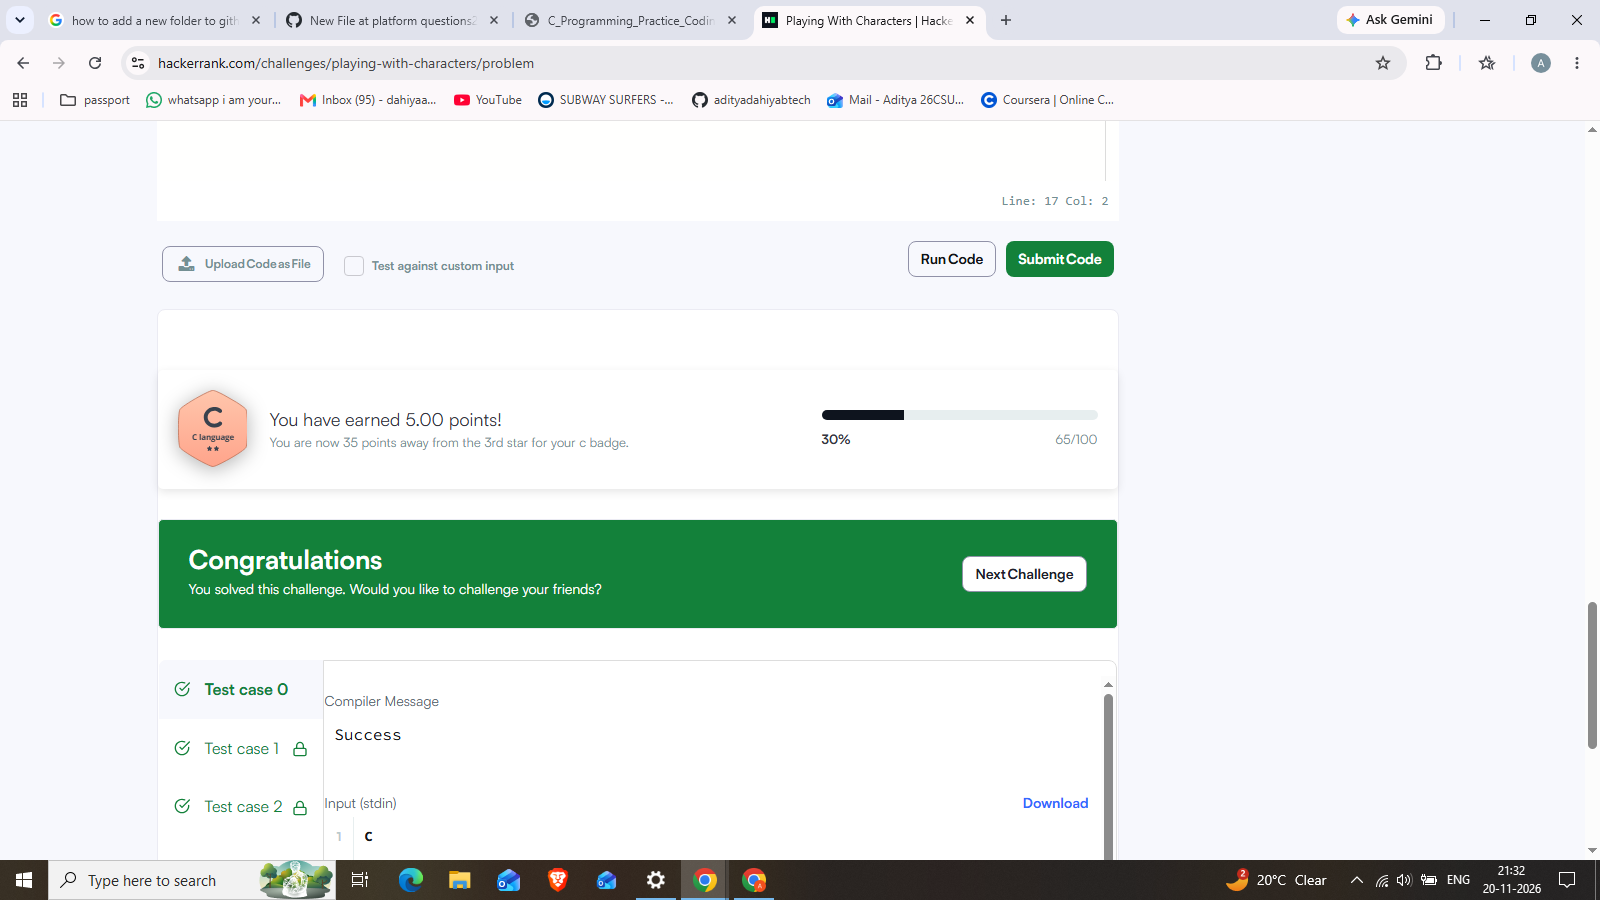 how to add a new folder to gith
New File at platform questions2
C_Programming_Practice_Codin
Playing With Characters | Hacke
Ask Gemini
hackerrank.com/challenges/playing-with-characters/problem
A
passport
whatsapp i am your...
Inbox (95) - dahiyaa...
YouTube
SUBWAY SURFERS -...
adityadahiyabtech
Mail - Aditya 26CSU...
Coursera | Online C...
Line: 17 Col: 2
Upload Code as File
Test against custom input
Run Code
Submit Code
C
C language
You have earned 5.00 points!
You are now 35 points away from the 3rd star for your c badge.
30%
65/100
Congratulations
You solved this challenge. Would you like to challenge your friends?
Next Challenge
Test case 0
Test case 1
Test case 2
Compiler Message
Success
Input (stdin)
Download
1 C
Type here to search
2
20°C Clear
ENG
21:32
20-11-2026